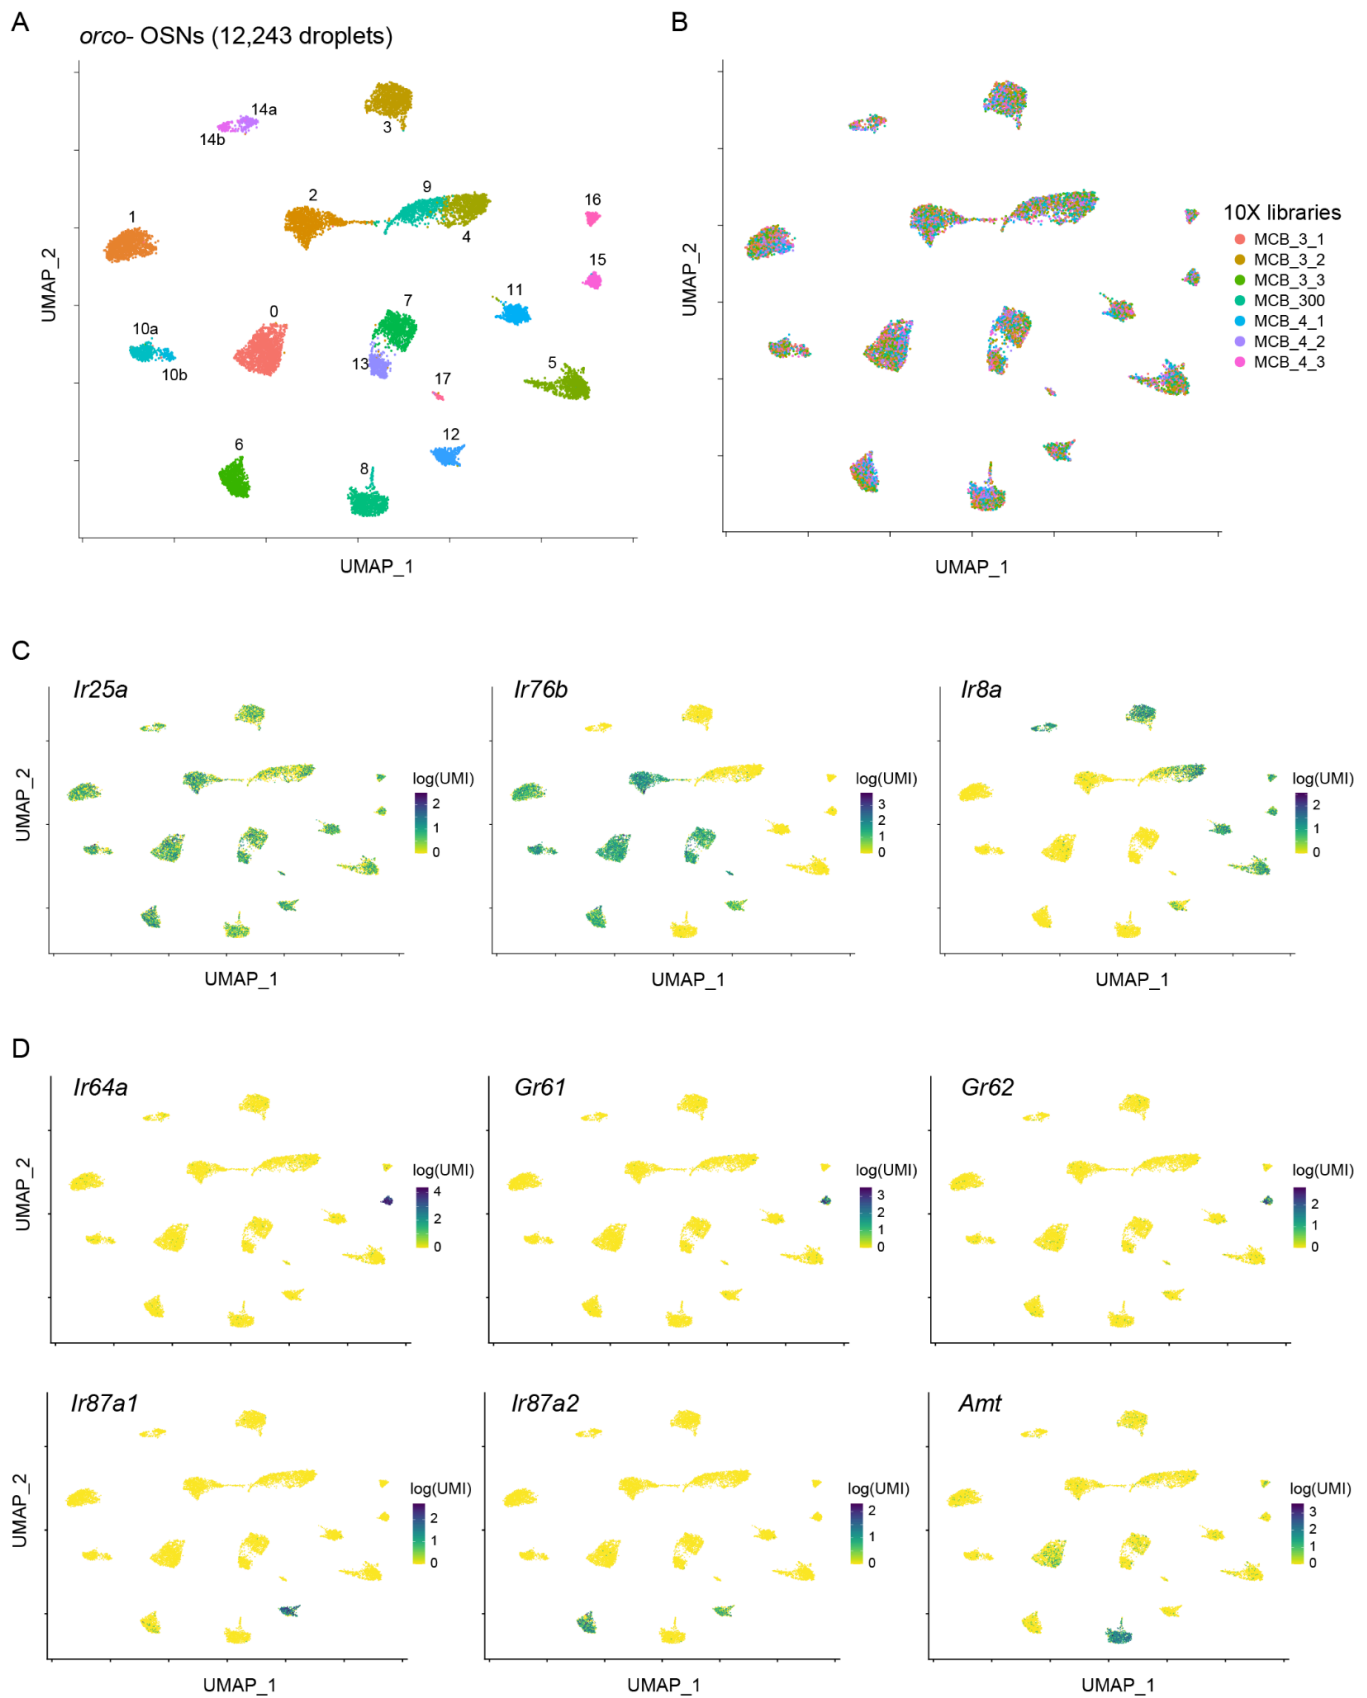 A
orco- OSNs (12,243 droplets)
14a
14b
3
2
9
4
1
16
15
11
0
7
10a
10b
13
5
17
12
6
8
UMAP_2
UMAP_1
B
10X libraries
MCB_3_1
MCB_3_2
MCB_3_3
MCB_300
MCB_4_1
MCB_4_2
MCB_4_3
UMAP_1
C
Ir25a
log(UMI)
2
1
0
UMAP_2
UMAP_1
Ir76b
log(UMI)
3
2
1
0
UMAP_1
Ir8a
log(UMI)
2
1
0
UMAP_1
D
Ir64a
log(UMI)
4
3
2
1
0
UMAP_2
Gr61
log(UMI)
3
2
1
0
Gr62
log(UMI)
2
1
0
Ir87a1
log(UMI)
2
1
0
UMAP_2
UMAP_1
Ir87a2
log(UMI)
2
1
0
UMAP_1
Amt
log(UMI)
3
2
1
0
UMAP_1